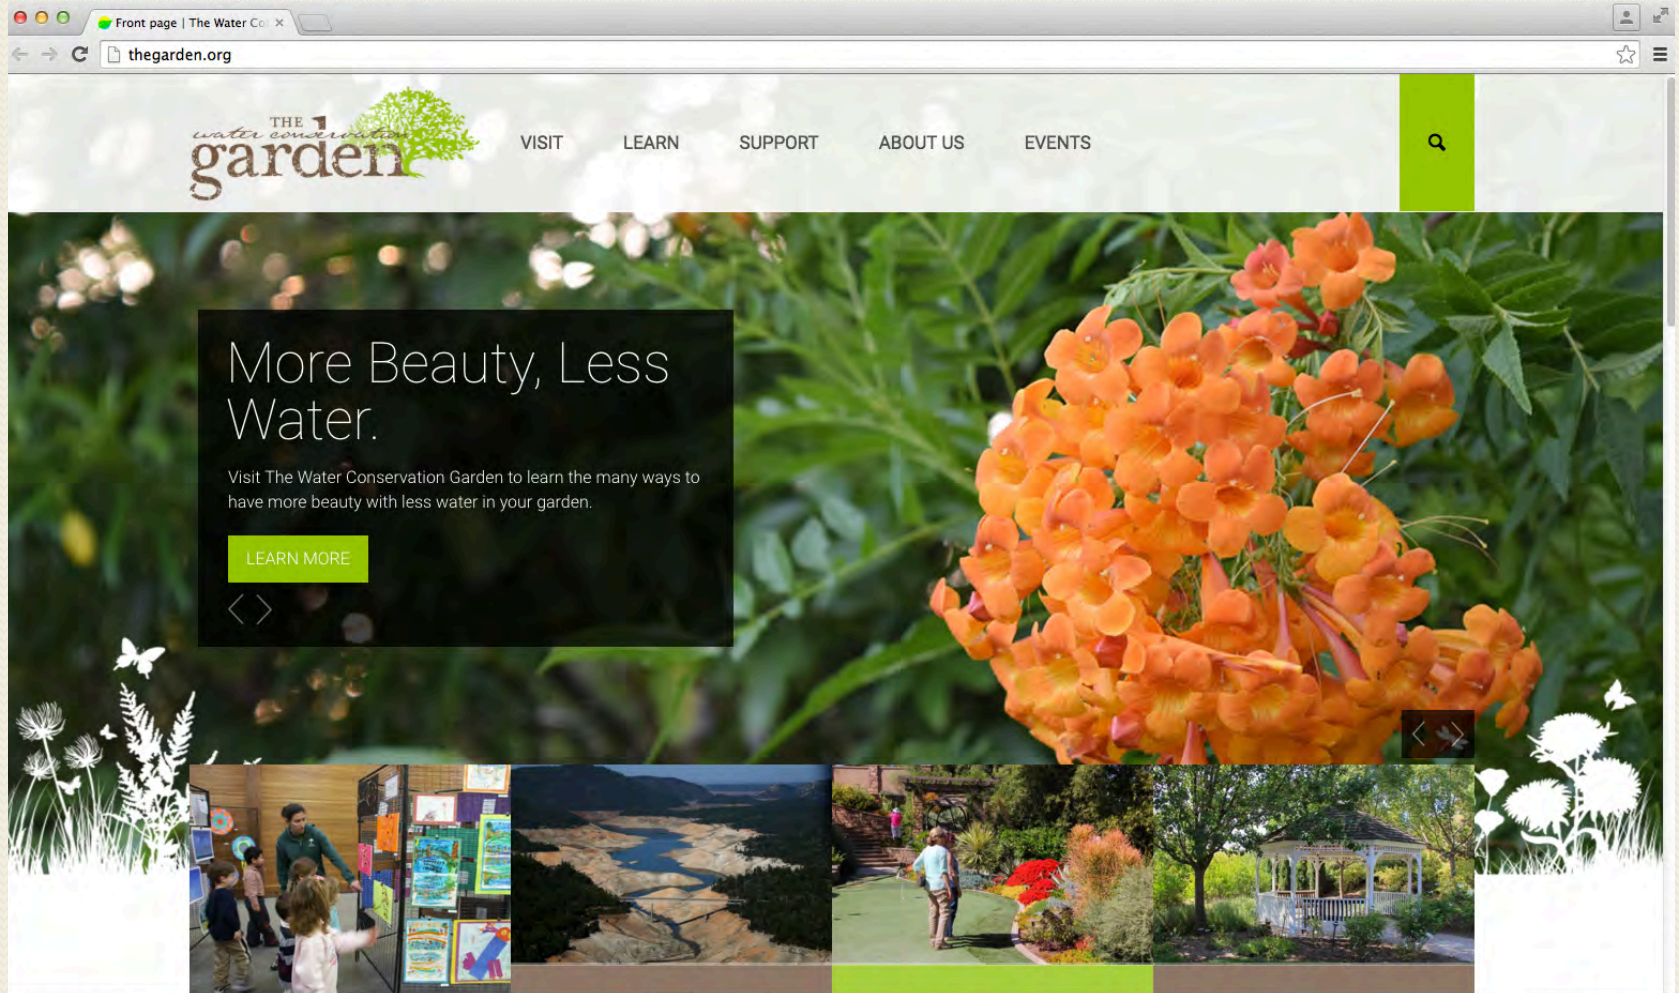 Front page | The Water Co
thegarden.org
THE
water conservation
garden
VISIT
LEARN
SUPPORT
ABOUT US
EVENTS
More Beauty, Less
Water.
Visit The Water Conservation Garden to learn the many ways to
have more beauty with less water in your garden.
LEARN MORE